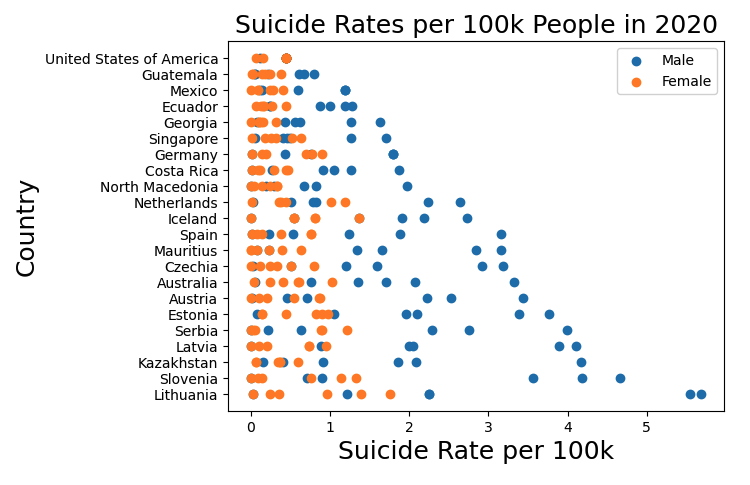 Suicide Rates per 100k People in 2020
Male
Female
United States of America
Guatemala
Mexico
Ecuador
Georgia
Singapore
Germany
Costa Rica
North Macedonia
Netherlands
Iceland
Spain
Mauritius
Czechia
Australia
Austria
Estonia
Serbia
Latvia
Kazakhstan
Slovenia
Lithuania
Country
0 1 2 3 4 5
Suicide Rate per 100k